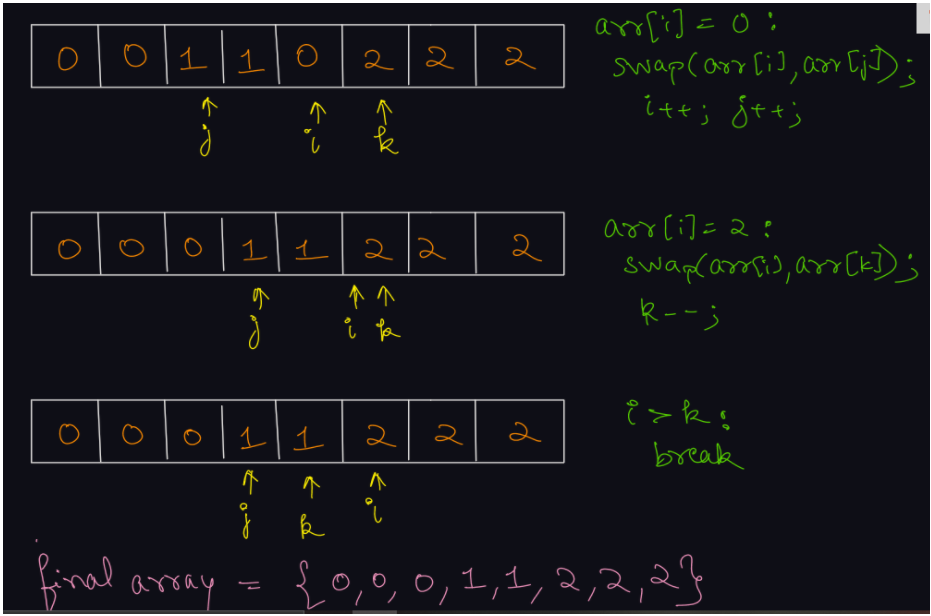 0 0 1 1 0 2 2 2
arr[i] = 0 :
swap(arr[i], arr[j]);
i++; j++;
j i k
0 0 0 1 1 2 2 2
arr[i] = 2 :
swap(arr[i), arr[k]);
k--;
j i k
0 0 0 1 1 2 2 2
i > k :
break
j k i
final array = { 0, 0, 0, 1, 1, 2, 2, 2 };